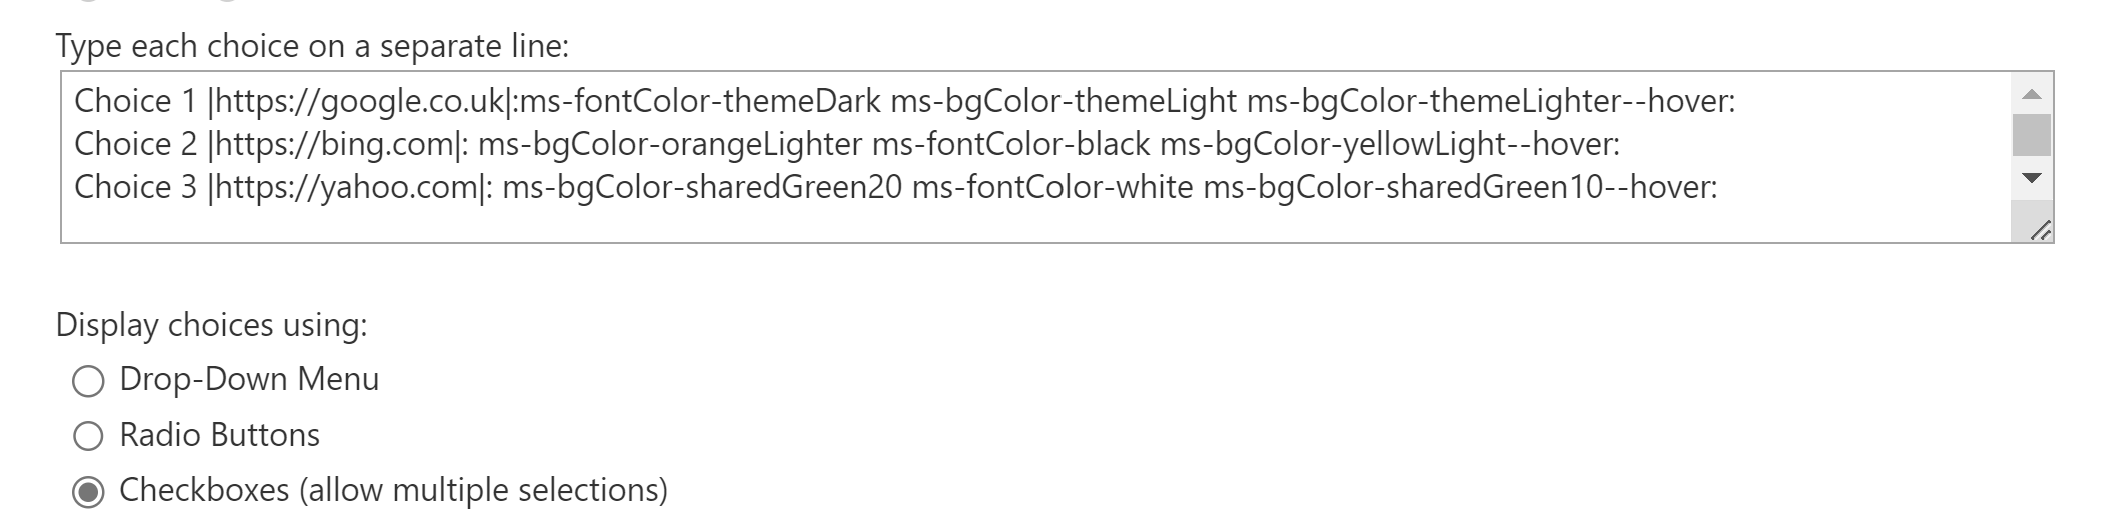 Type each choice on a separate line:
Choice 1 |https://google.co.uk|:ms-fontColor-themeDark ms-bgColor-themeLight ms-bgColor-themeLighter--hover:
Choice 2 |https://bing.com|: ms-bgColor-orangeLighter ms-fontColor-black ms-bgColor-yellowLight--hover:
Choice 3 |https://yahoo.com|: ms-bgColor-sharedGreen20 ms-fontColor-white ms-bgColor-sharedGreen10--hover:
Display choices using:
Drop-Down Menu
Radio Buttons
Checkboxes (allow multiple selections)